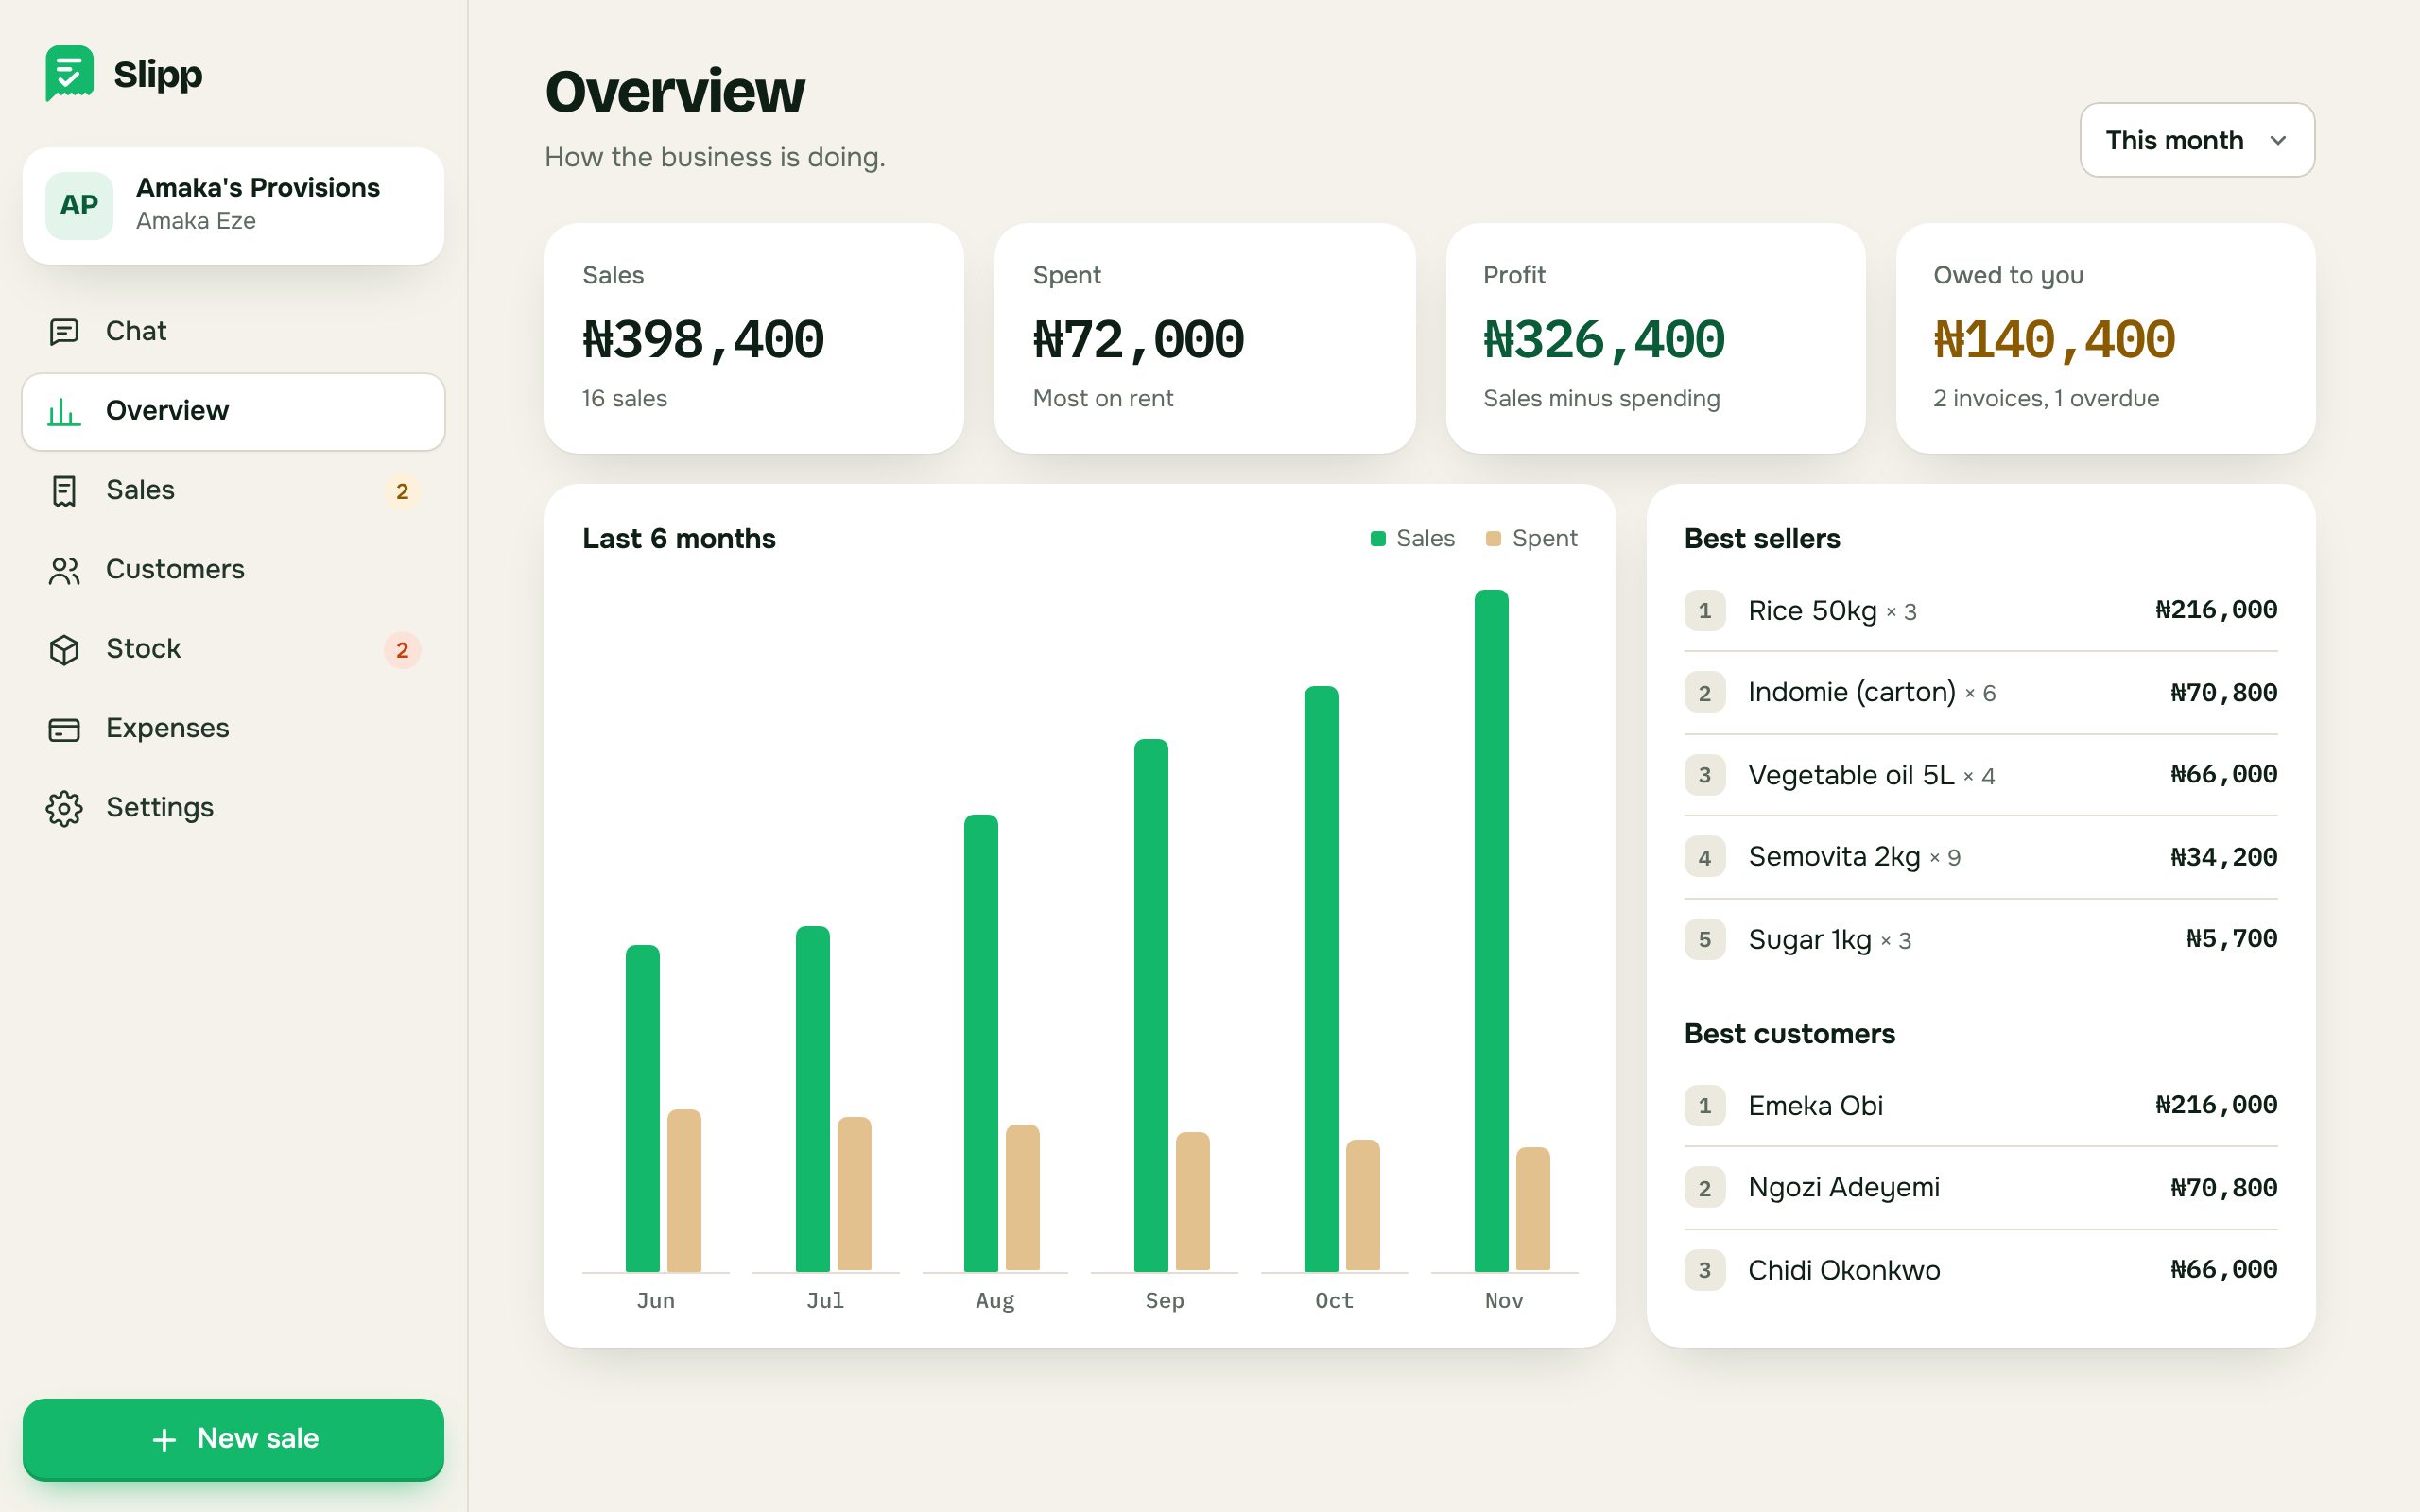 Slipp
AP
Amaka's Provisions
Amaka Eze
Chat
Overview
Sales
2
Customers
Stock
2
Expenses
Settings
+ New sale
Overview
How the business is doing.
This month
Sales
₦398,400
16 sales
Spent
₦72,000
Most on rent
Profit
₦326,400
Sales minus spending
Owed to you
₦140,400
2 invoices, 1 overdue
Last 6 months
Sales
Spent
Jun
Jul
Aug
Sep
Oct
Nov
Best sellers
1 Rice 50kg × 3 ₦216,000
2 Indomie (carton) × 6 ₦70,800
3 Vegetable oil 5L × 4 ₦66,000
4 Semovita 2kg × 9 ₦34,200
5 Sugar 1kg × 3 ₦5,700
Best customers
1 Emeka Obi ₦216,000
2 Ngozi Adeyemi ₦70,800
3 Chidi Okonkwo ₦66,000